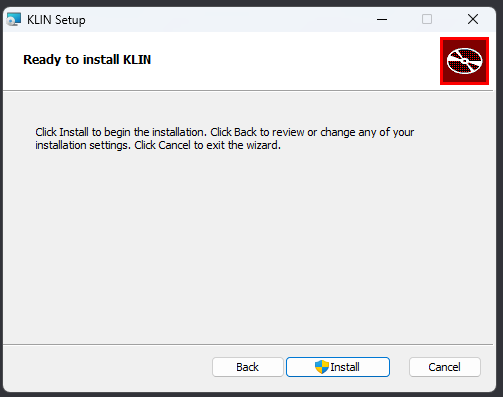 KLIN Setup
Ready to install KLIN
Click Install to begin the installation. Click Back to review or change any of your
installation settings. Click Cancel to exit the wizard.
Back
Install
Cancel